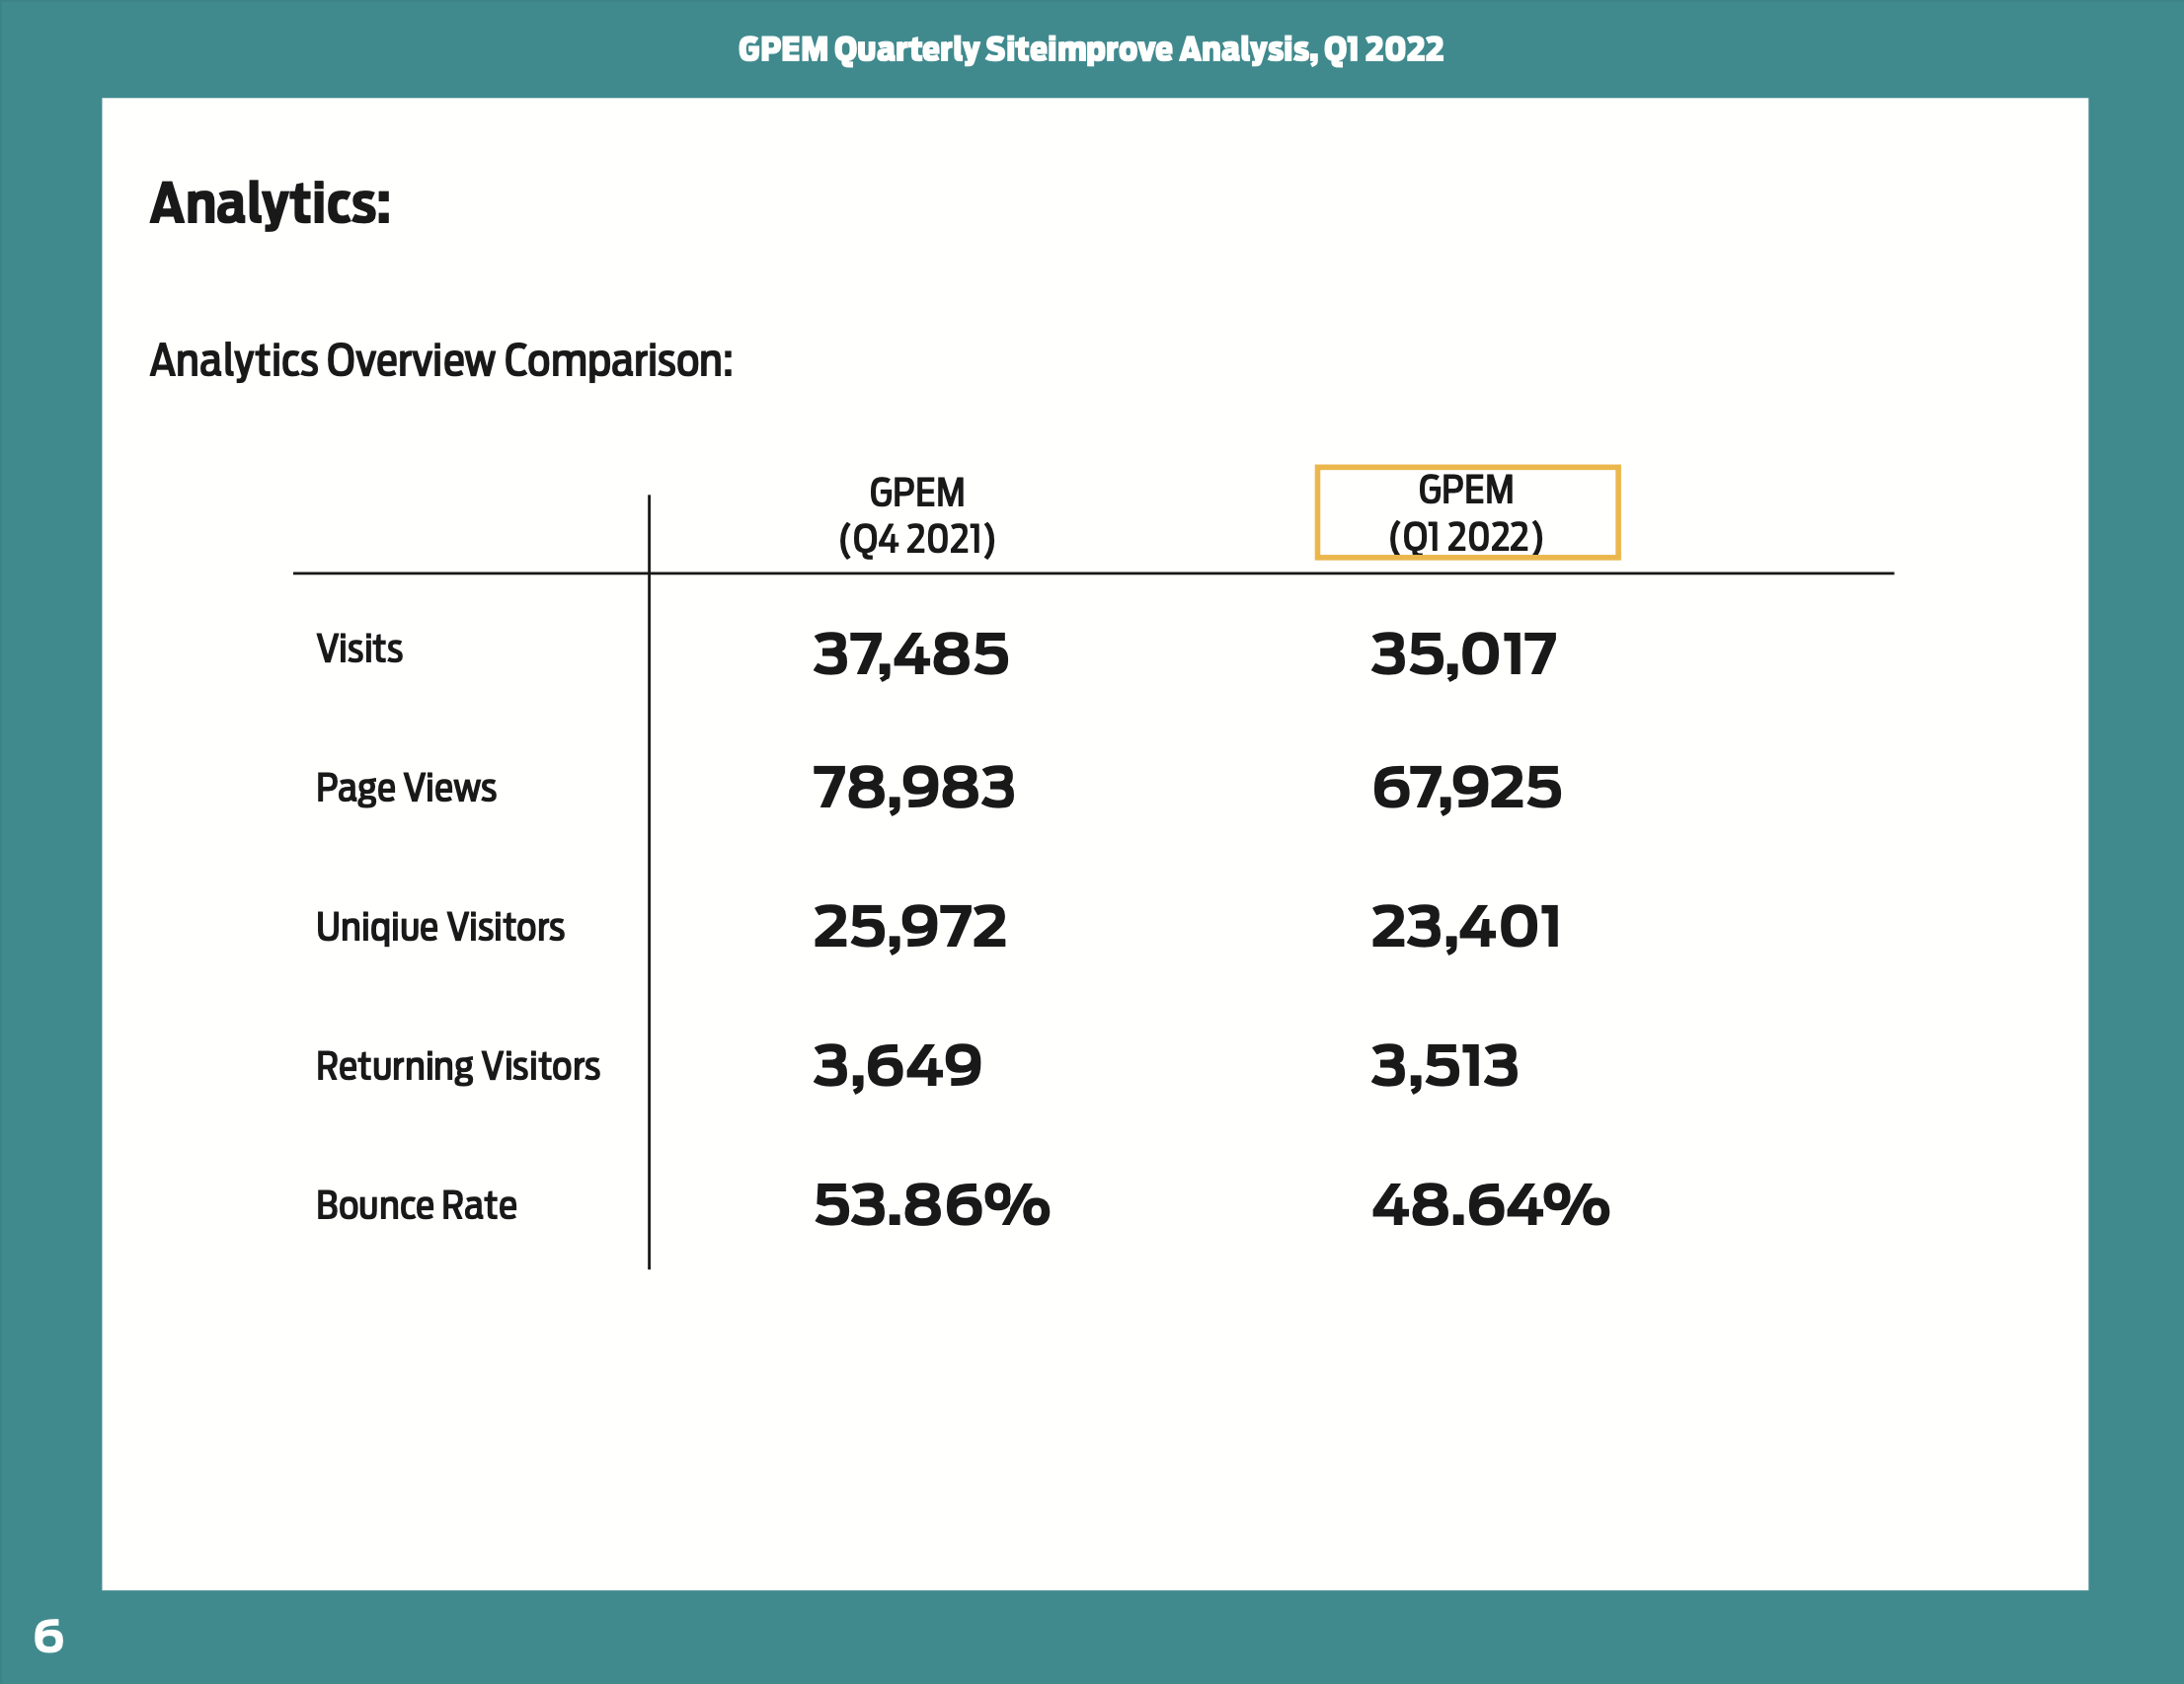 GPEM Quarterly Siteimprove Analysis, Q1 2022
Analytics:
Analytics Overview Comparison:
GPEM
(Q4 2021)
GPEM
(Q1 2022)
Visits 37,485 35,017
Page Views 78,983 67,925
Uniqiue Visitors 25,972 23,401
Returning Visitors 3,649 3,513
Bounce Rate 53.86% 48.64%
6